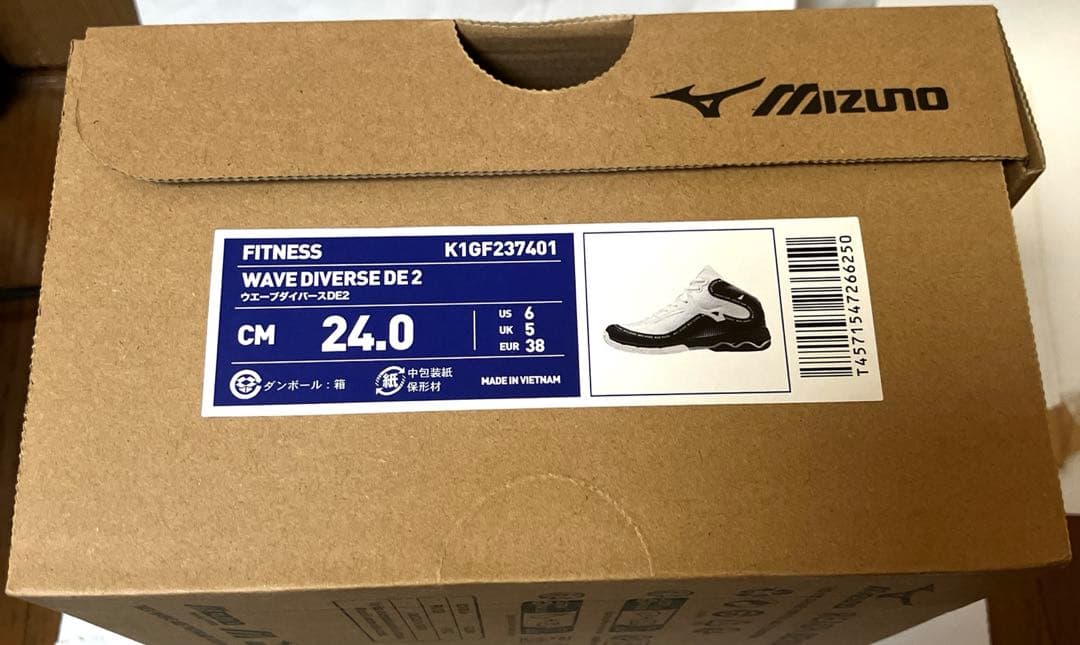 MIZUNO
FITNESS K1GF237401
WAVE DIVERSE DE 2
ウエーブダイバースDE2
CM 24.0
US 6
UK 5
EUR 38
ダンボール：箱
紙 中包装紙
保形材
MADE IN VIETNAM
T4571547266250